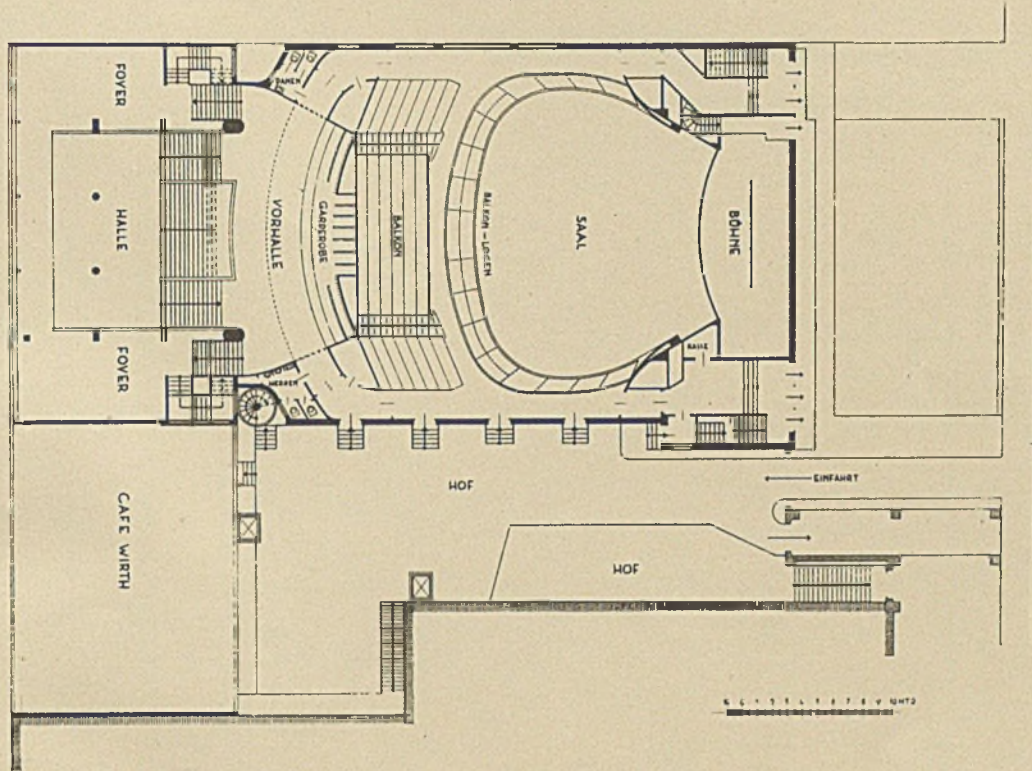 FOYER
DAMEN
HALLE
VORHALLE
GARDEROBE
BALKON
BALKON-LOGEN
SAAL
BÜHNE
FOYER
HERREN
KASSE
CAFE WIRTH
HOF
EINFAHRT
HOF